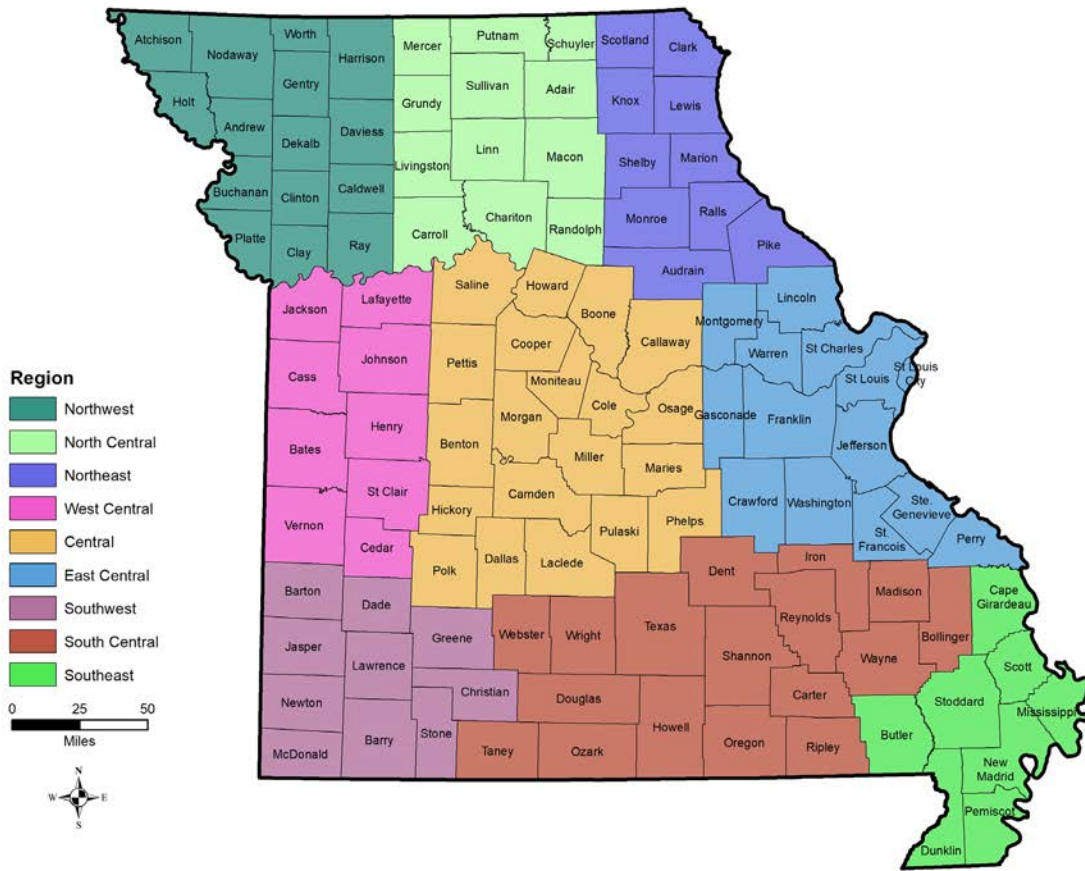 Atchison
Nodaway
Worth
Harrison
Mercer
Putnam
Schuyler
Scotland
Clark
Holt
Gentry
Grundy
Sullivan
Adair
Knox
Lewis
Andrew
Dekalb
Daviess
Livingston
Linn
Macon
Shelby
Marion
Buchanan
Clinton
Caldwell
Platte
Clay
Ray
Carroll
Chariton
Randolph
Monroe
Ralls
Pike
Audrain
Jackson
Lafayette
Saline
Howard
Boone
Callaway
Montgomery
Lincoln
Warren
St Charles
St Louis
City
St Louis
Cass
Johnson
Pettis
Cooper
Moniteau
Cole
Osage
Gasconade
Franklin
Jefferson
Bates
Henry
Benton
Morgan
Miller
Maries
St Clair
Camden
Crawford
Washington
Ste.
Genevieve
St.
Francois
Perry
Vernon
Cedar
Hickory
Pulaski
Phelps
Polk
Dallas
Laclede
Dent
Iron
Madison
Cape
Girardeau
Barton
Dade
Greene
Webster
Wright
Texas
Reynolds
Bollinger
Shannon
Wayne
Scott
Jasper
Lawrence
Christian
Douglas
Carter
Stoddard
Mississippi
Newton
Barry
Stone
Howell
Butler
McDonald
Taney
Ozark
Oregon
Ripley
New
Madrid
Pemiscot
Dunklin
Region
Northwest
North Central
Northeast
West Central
Central
East Central
Southwest
South Central
Southeast
0 25 50
Miles
N
W E
S